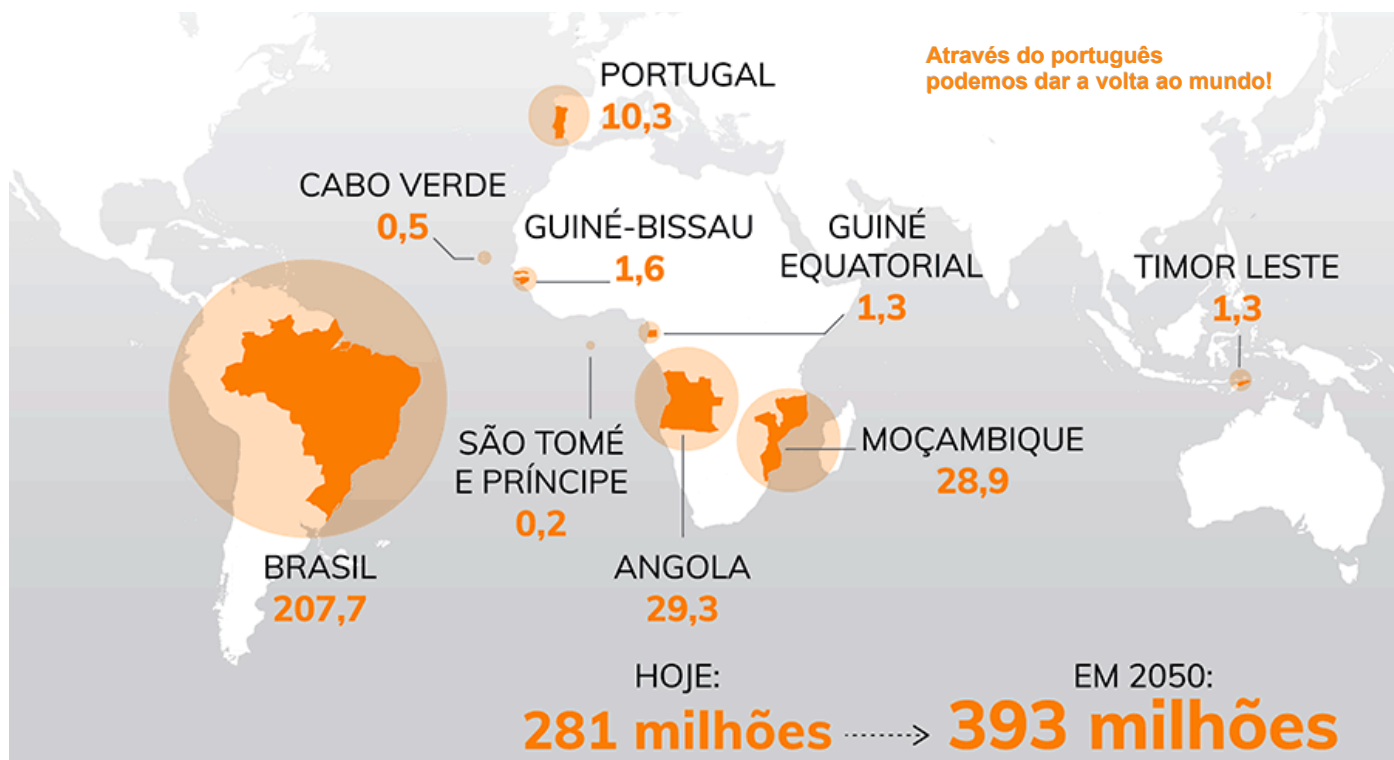 Através do português
podemos dar a volta ao mundo!
PORTUGAL
10,3
CABO VERDE
0,5
GUINÉ-BISSAU
1,6
GUINÉ
EQUATORIAL
1,3
TIMOR LESTE
1,3
SÃO TOMÉ
E PRÍNCIPE
0,2
MOÇAMBIQUE
28,9
BRASIL
207,7
ANGOLA
29,3
HOJE:
281 milhões
EM 2050:
393 milhões